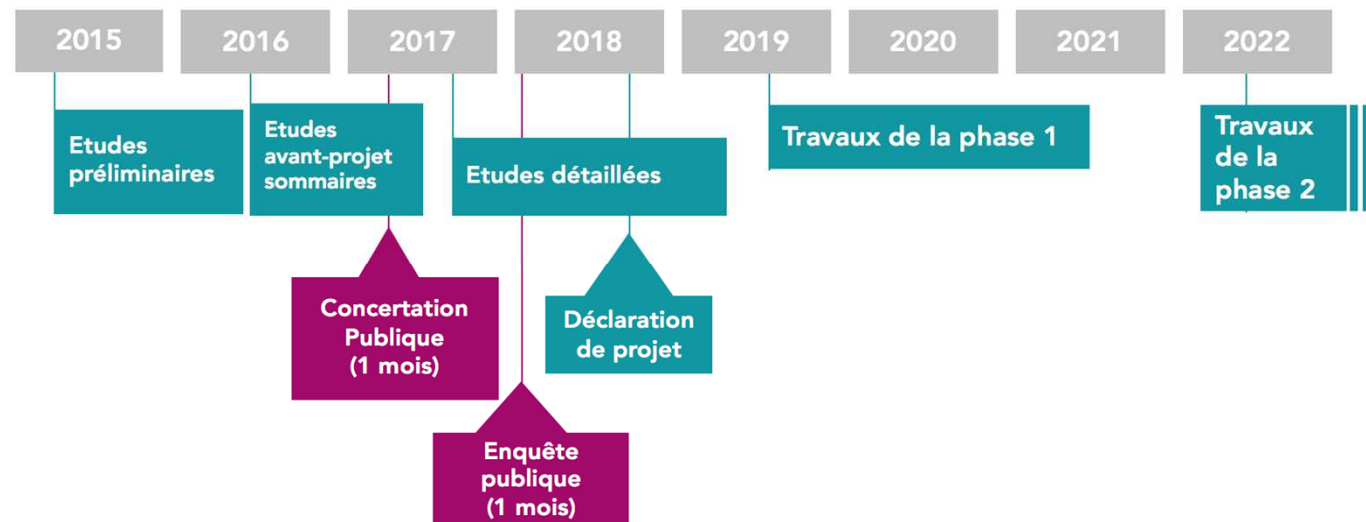 2015 2016 2017 2018 2019 2020 2021 2022
Etudes
préliminaires
Etudes
avant-projet
sommaires
Etudes détaillées
Travaux de la phase 1
Travaux
de la
phase 2
Concertation
Publique
(1 mois)
Déclaration
de projet
Enquête
publique
(1 mois)